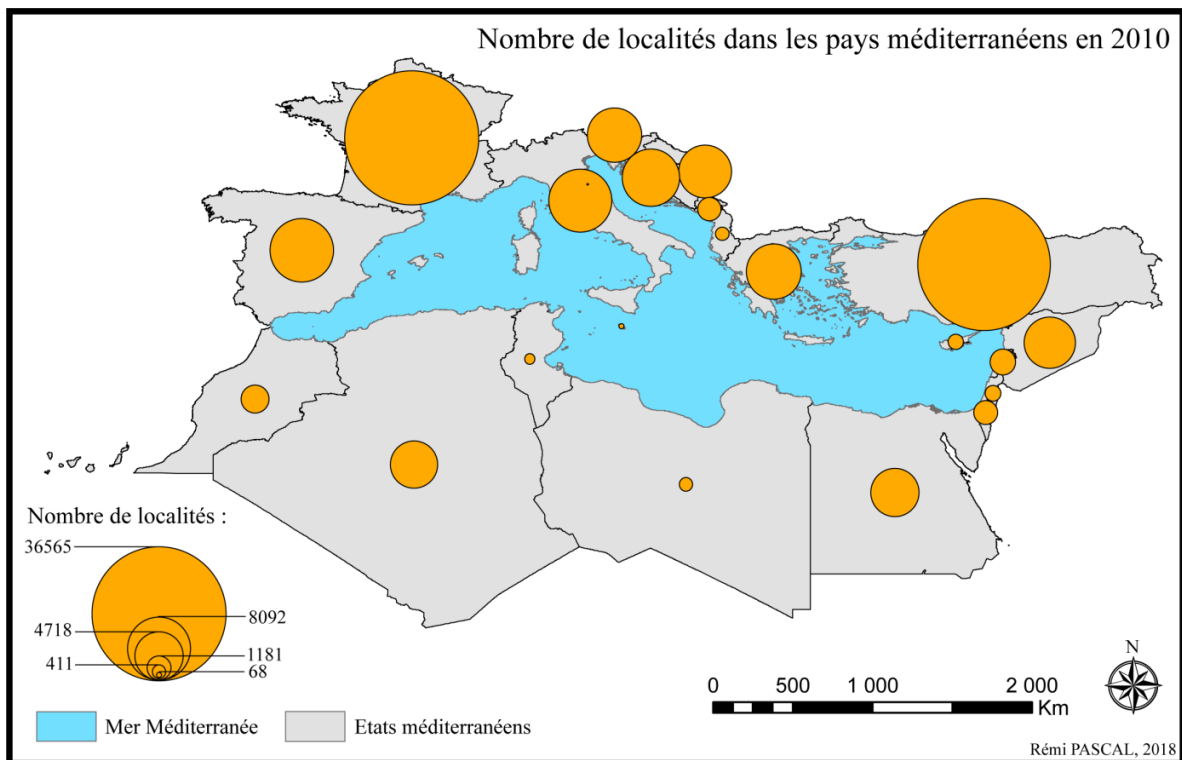 Nombre de localités dans les pays méditerranéens en 2010
Nombre de localités :
36565
8092
4718
1181
411
68
Mer Méditerranée
Etats méditerranéens
0 500 1 000 2 000
Km
N
Rémi PASCAL, 2018